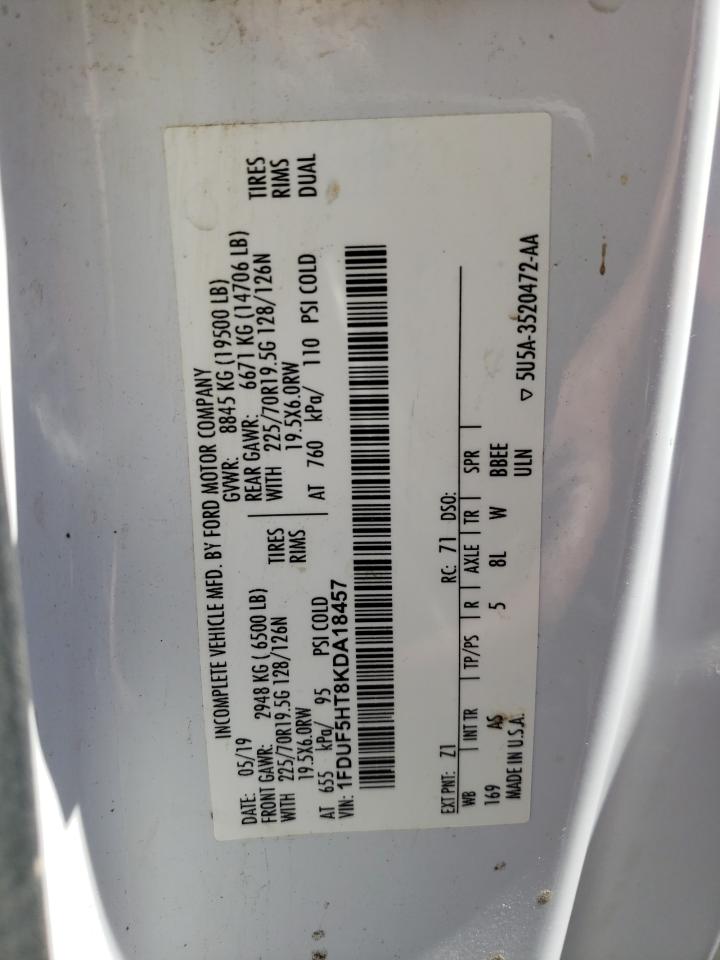 INCOMPLETE VEHICLE MFD. BY FORD MOTOR COMPANY
DATE: 05/19 GVWR: 8845 KG (19500 LB)
FRONT GAWR: 2948 KG ( 6500 LB) REAR GAWR: 6671 KG (14706 LB)
WITH 225/70R19.5G 128/126N TIRES WITH 225/70R19.5G 128/126N TIRES
19.5X6.0RW RIMS 19.5X6.0RW RIMS
AT 655 kPa/ 95 PSI COLD AT 760 kPa/ 110 PSI COLD DUAL
VIN: 1FDUF5HT8KDA18457
EXT PNT: Z1 RC: 71 DSO:
WB INT TR TP/PS R AXLE TR SPR
169 AS 5 8L W BBEE
MADE IN U.S.A. ULN
▽ 5U5A-3520472-AA